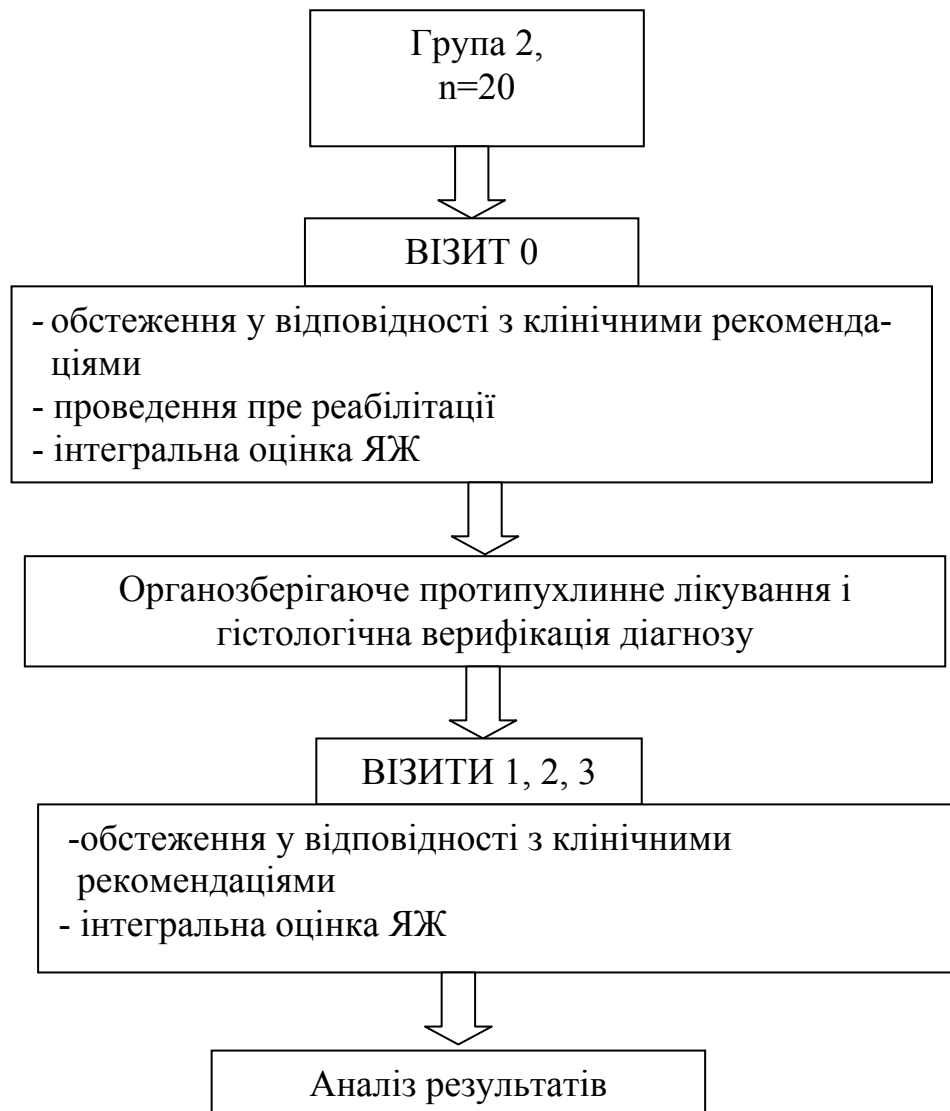 Група 2,
n=20
ВІЗИТ 0
- обстеження у відповідності з клінічними рекоменда-
ціями
- проведення пре реабілітації
- інтегральна оцінка ЯЖ
Органозберігаюче протипухлинне лікування і
гістологічна верифікація діагнозу
ВІЗИТИ 1, 2, 3
-обстеження у відповідності з клінічними
рекомендаціями
- інтегральна оцінка ЯЖ
Аналіз результатів